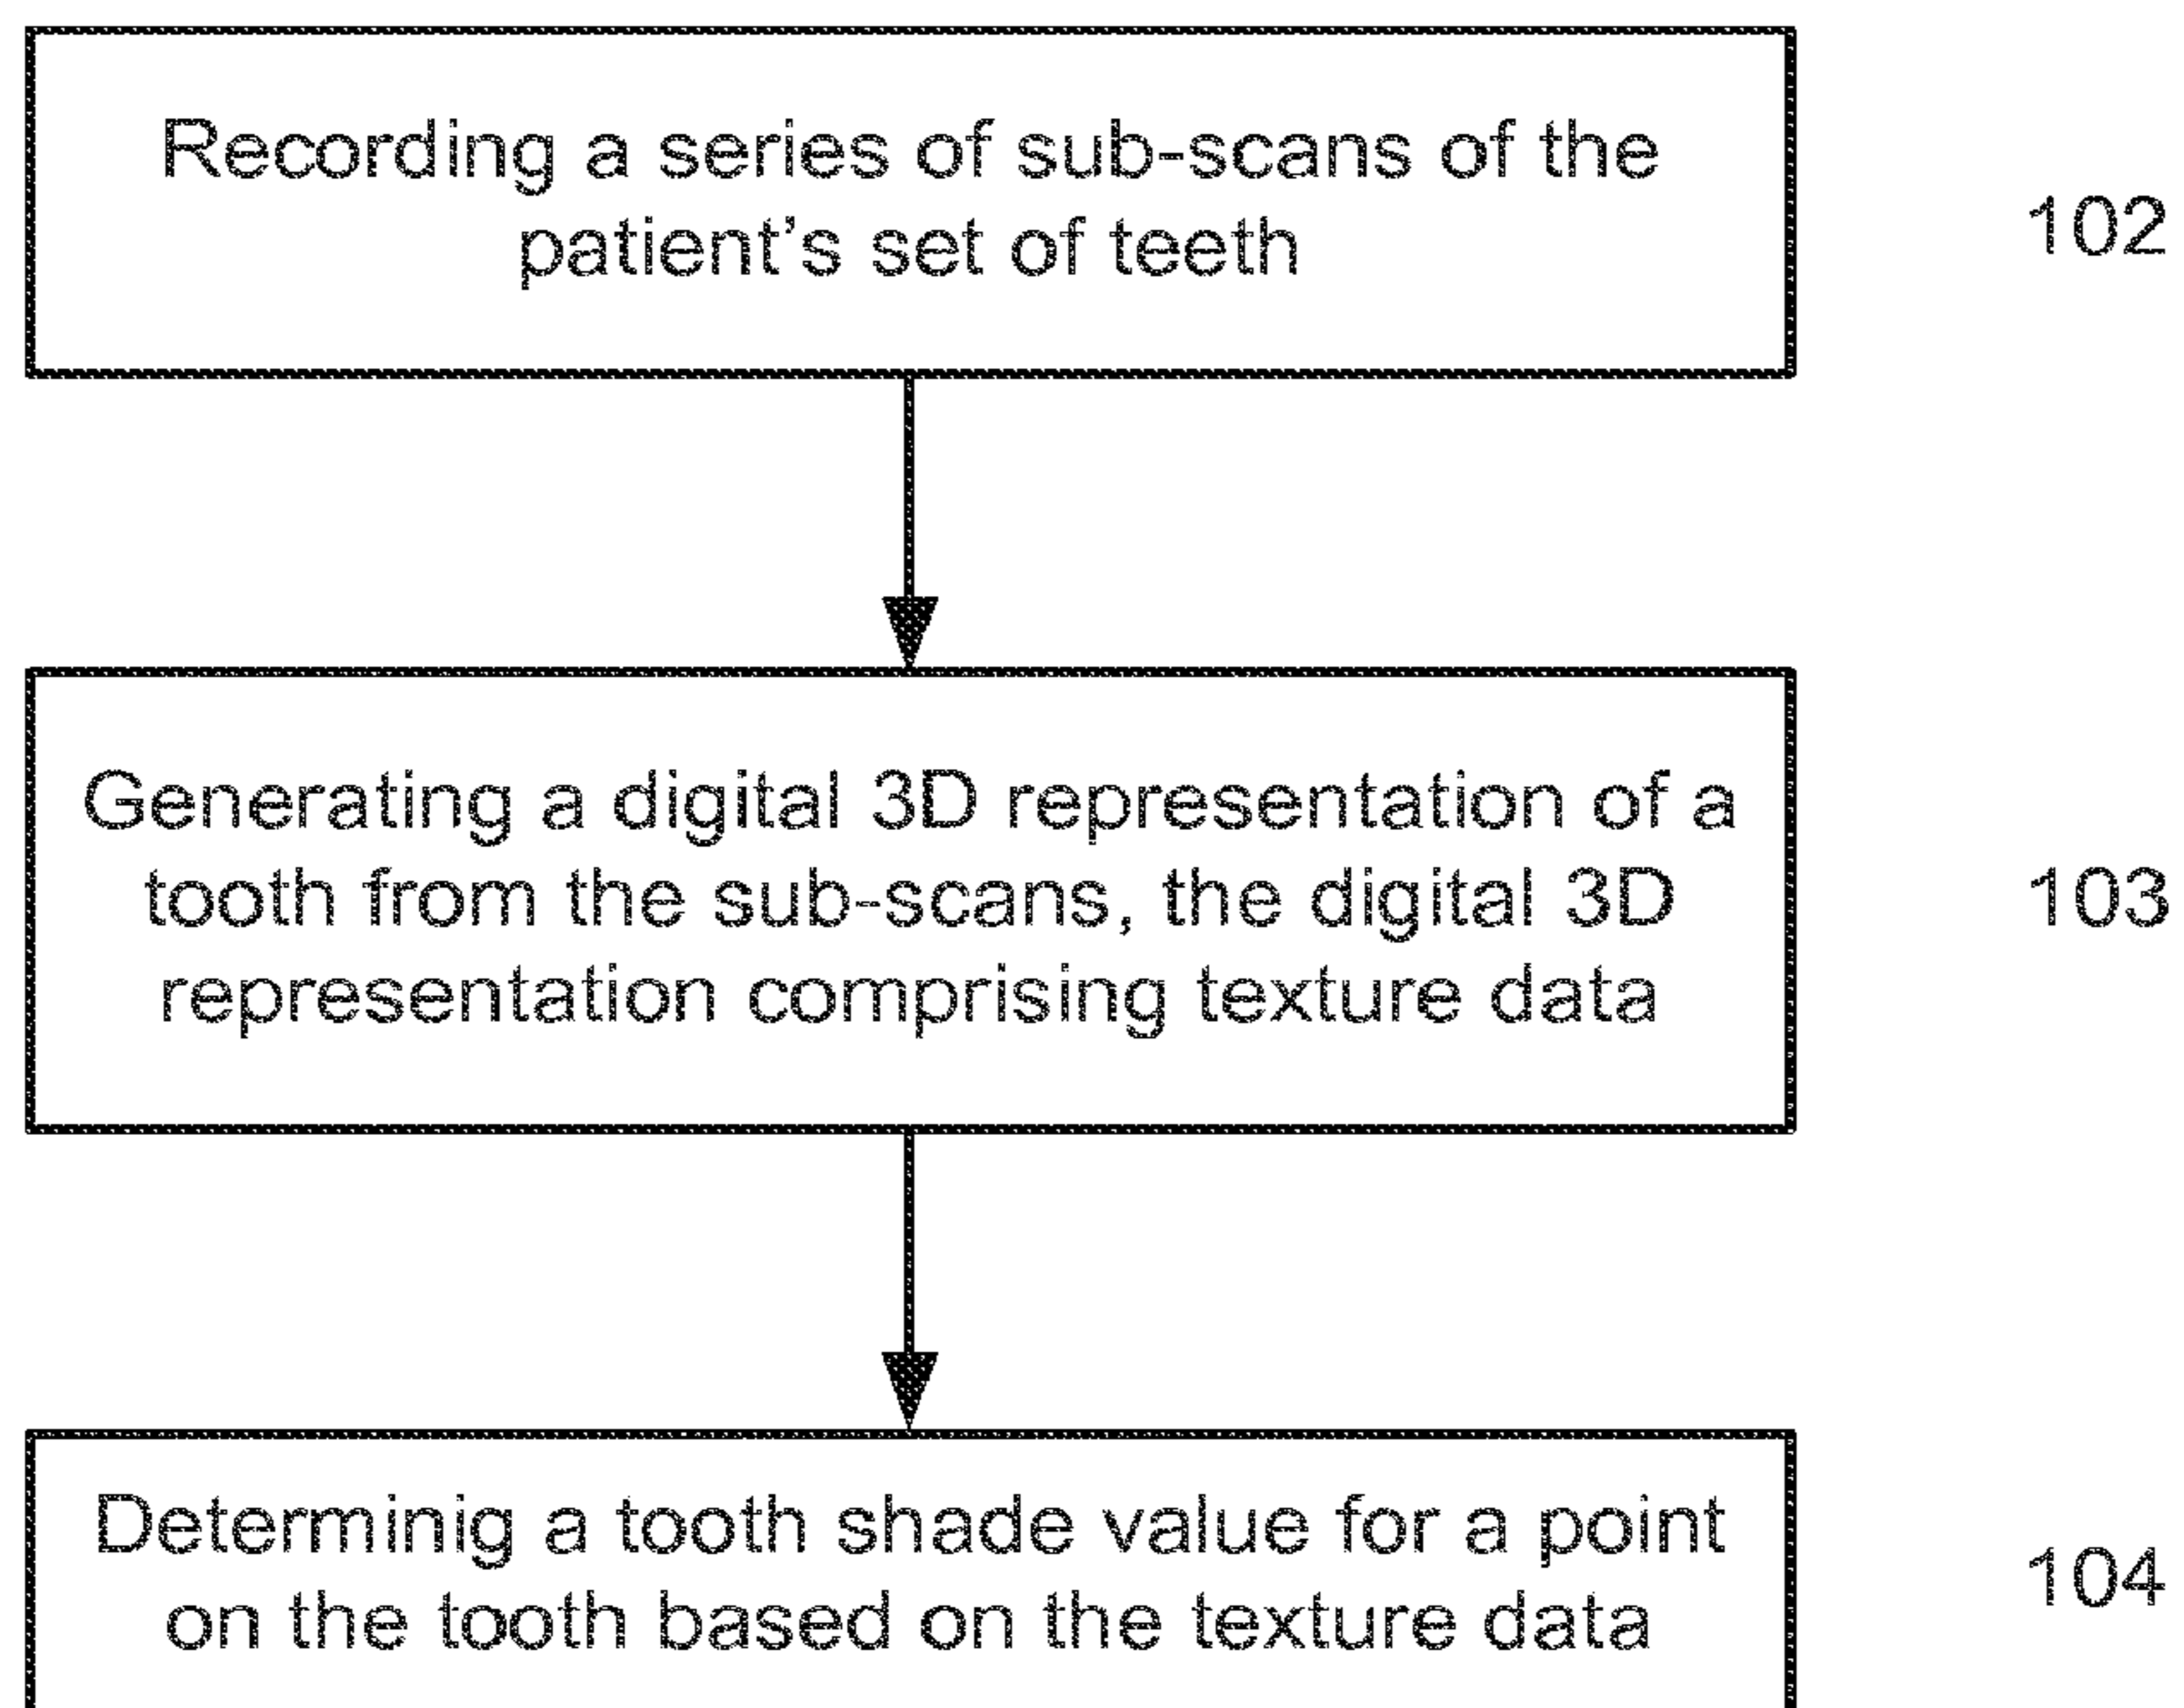 Recording a series of sub-scans of the
patient's set of teeth
102
Generating a digital 3D representation of a
tooth from the sub-scans, the digital 3D
representation comprising texture data
103
Determinig a tooth shade value for a point
on the tooth based on the texture data
104